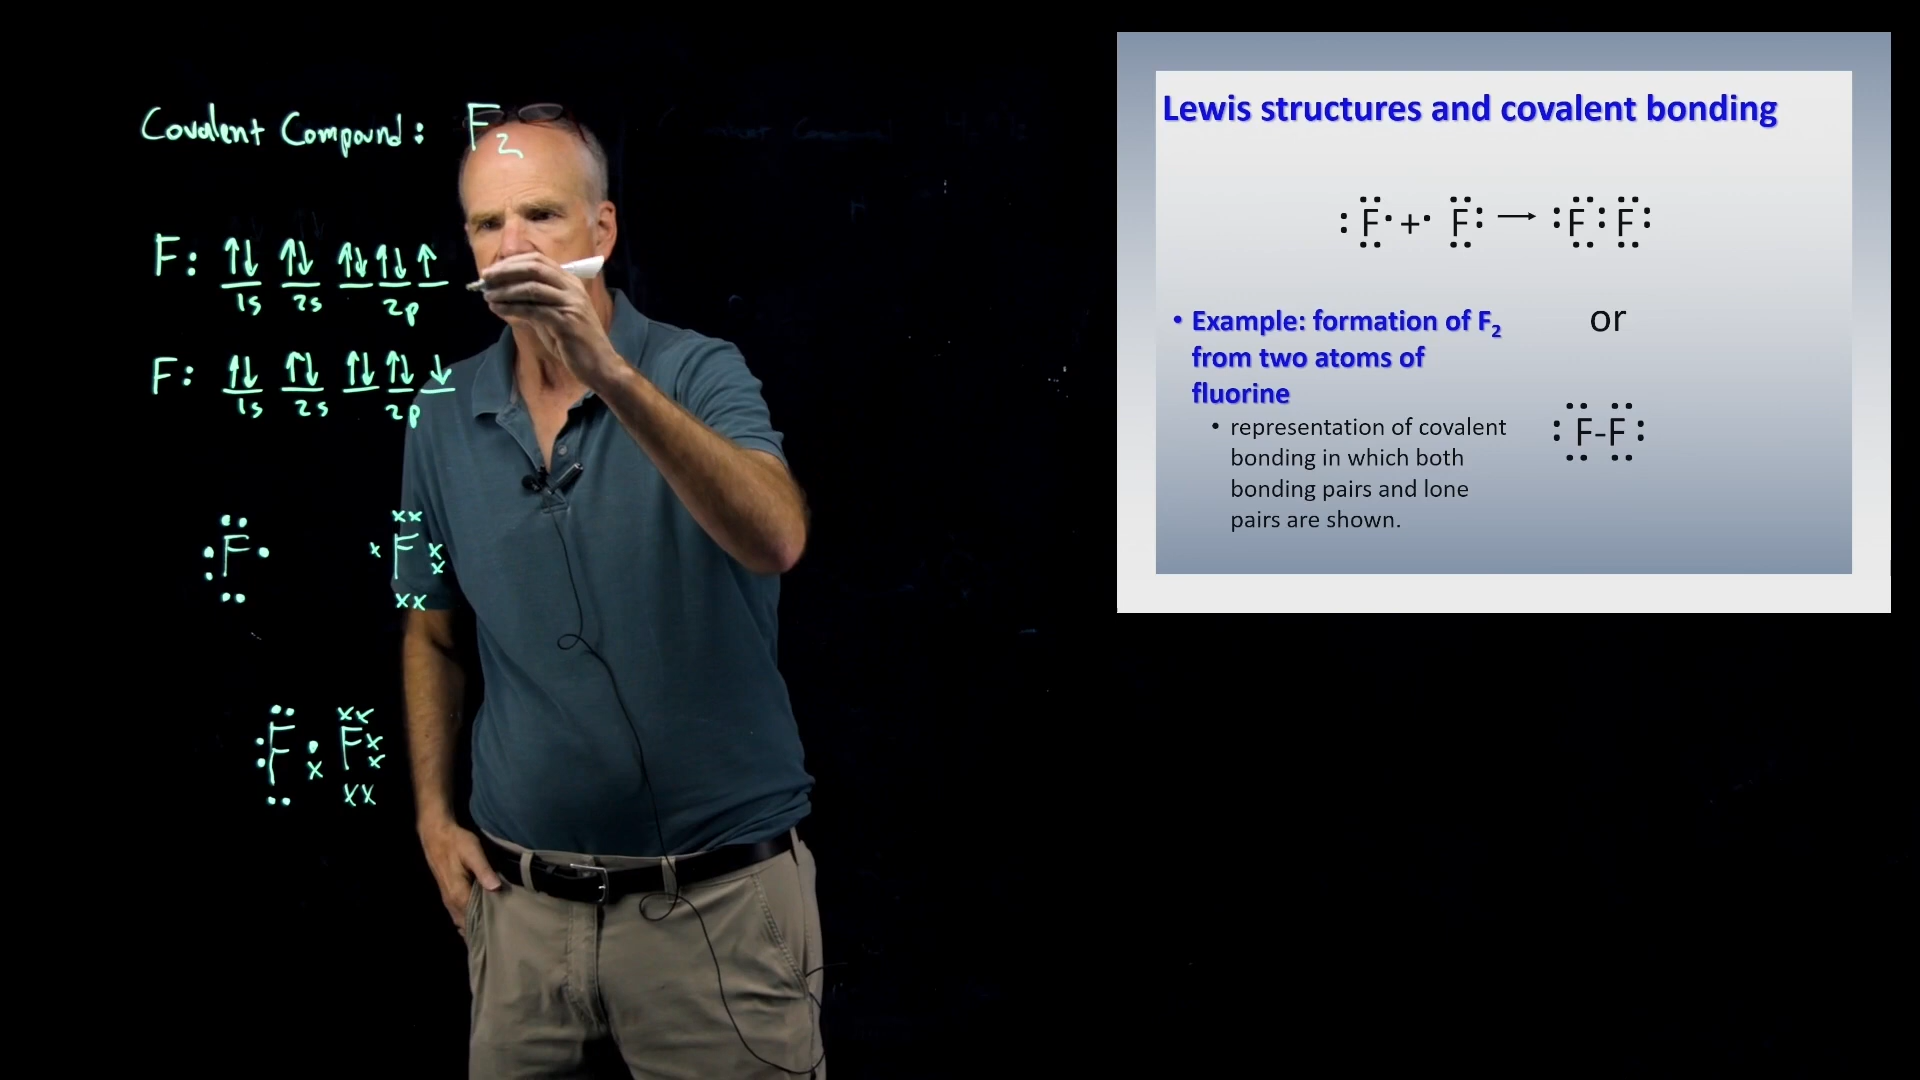 Covalent Compound: F2
F: ↑↓ ↑↓ ↑↓ ↑↓ ↑
1s 2s 2p
F: ↑↓ ↑↓ ↑↓ ↑↓ ↓
1s 2s 2p
F F
F F
Lewis structures and covalent bonding
:F· + ·F: → :F:F:
• Example: formation of F2
from two atoms of
fluorine
or
• representation of covalent
bonding in which both
bonding pairs and lone
pairs are shown.
:F-F: